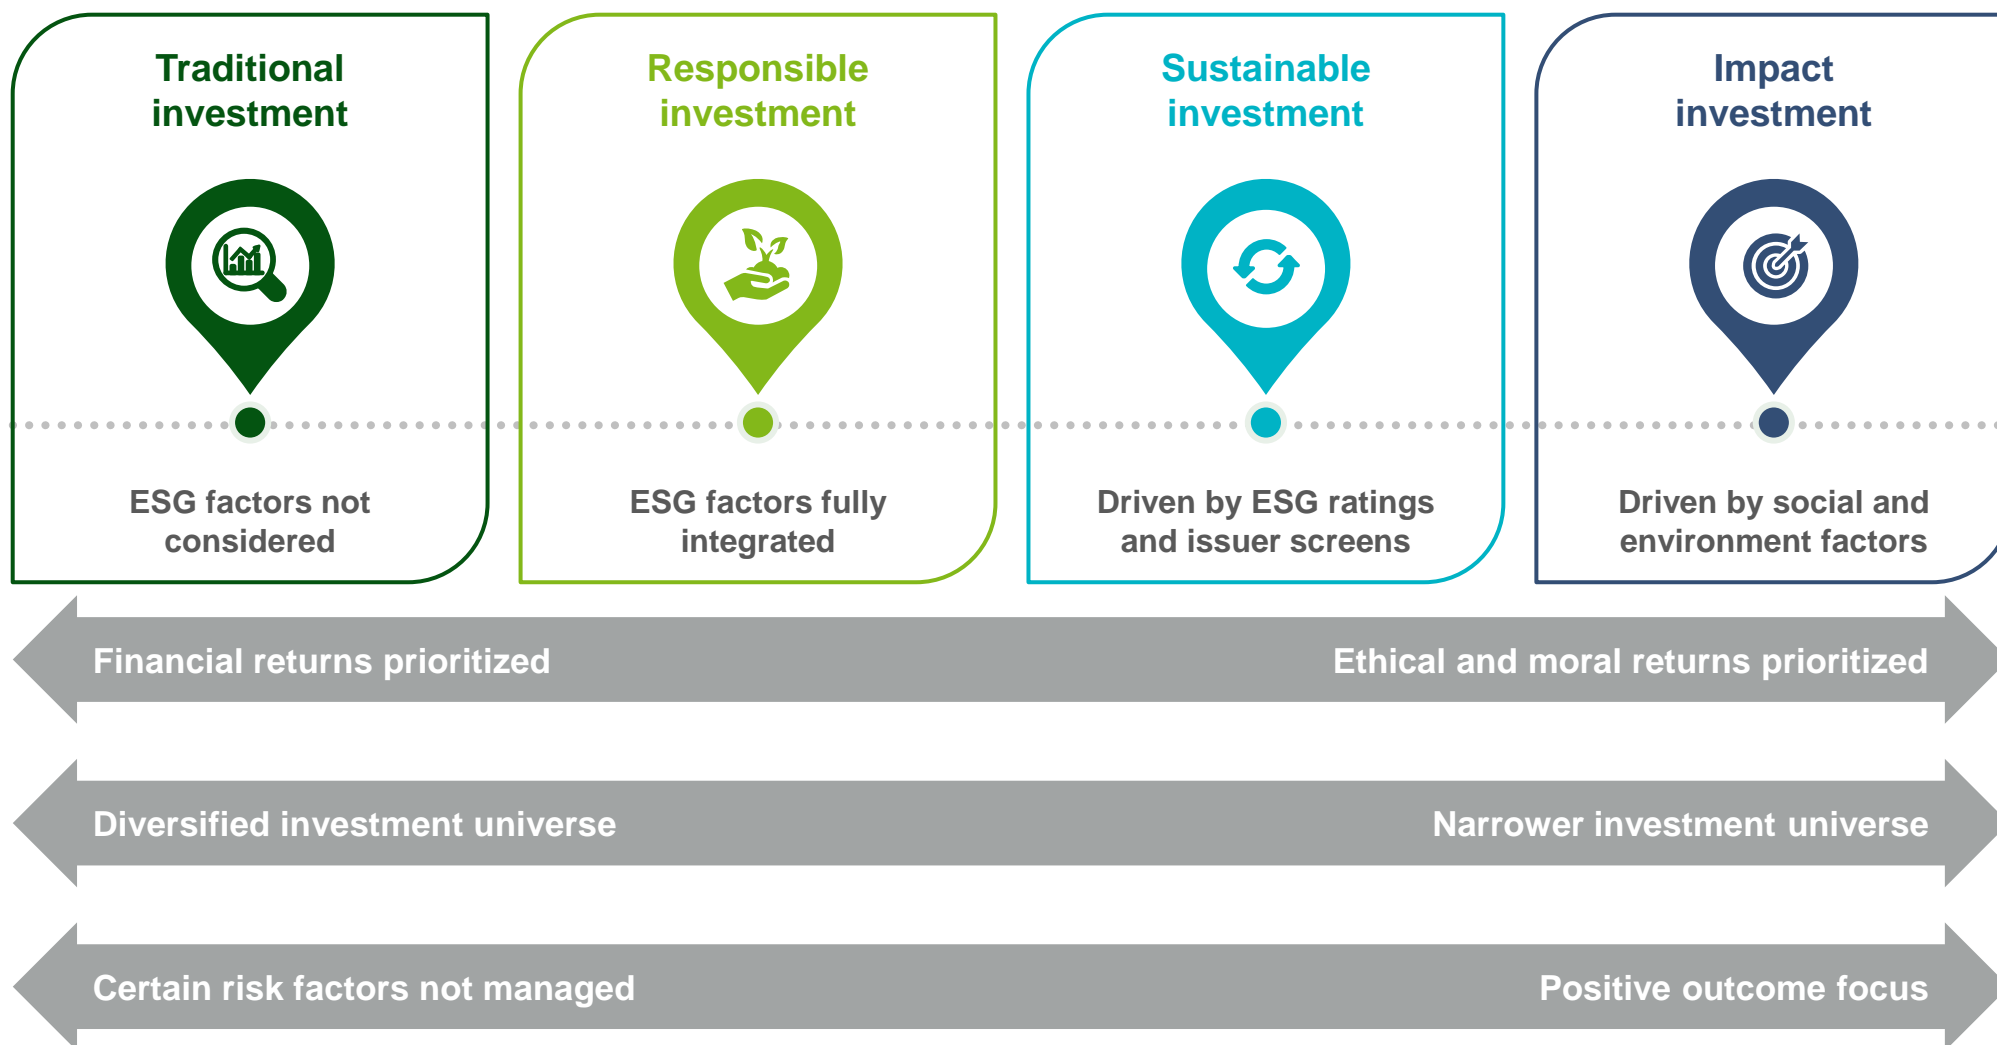 Traditional
investment
ESG factors not
considered
Responsible
investment
ESG factors fully
integrated
Sustainable
investment
Driven by ESG ratings
and issuer screens
Impact
investment
Driven by social and
environment factors
Financial returns prioritized
Ethical and moral returns prioritized
Diversified investment universe
Narrower investment universe
Certain risk factors not managed
Positive outcome focus